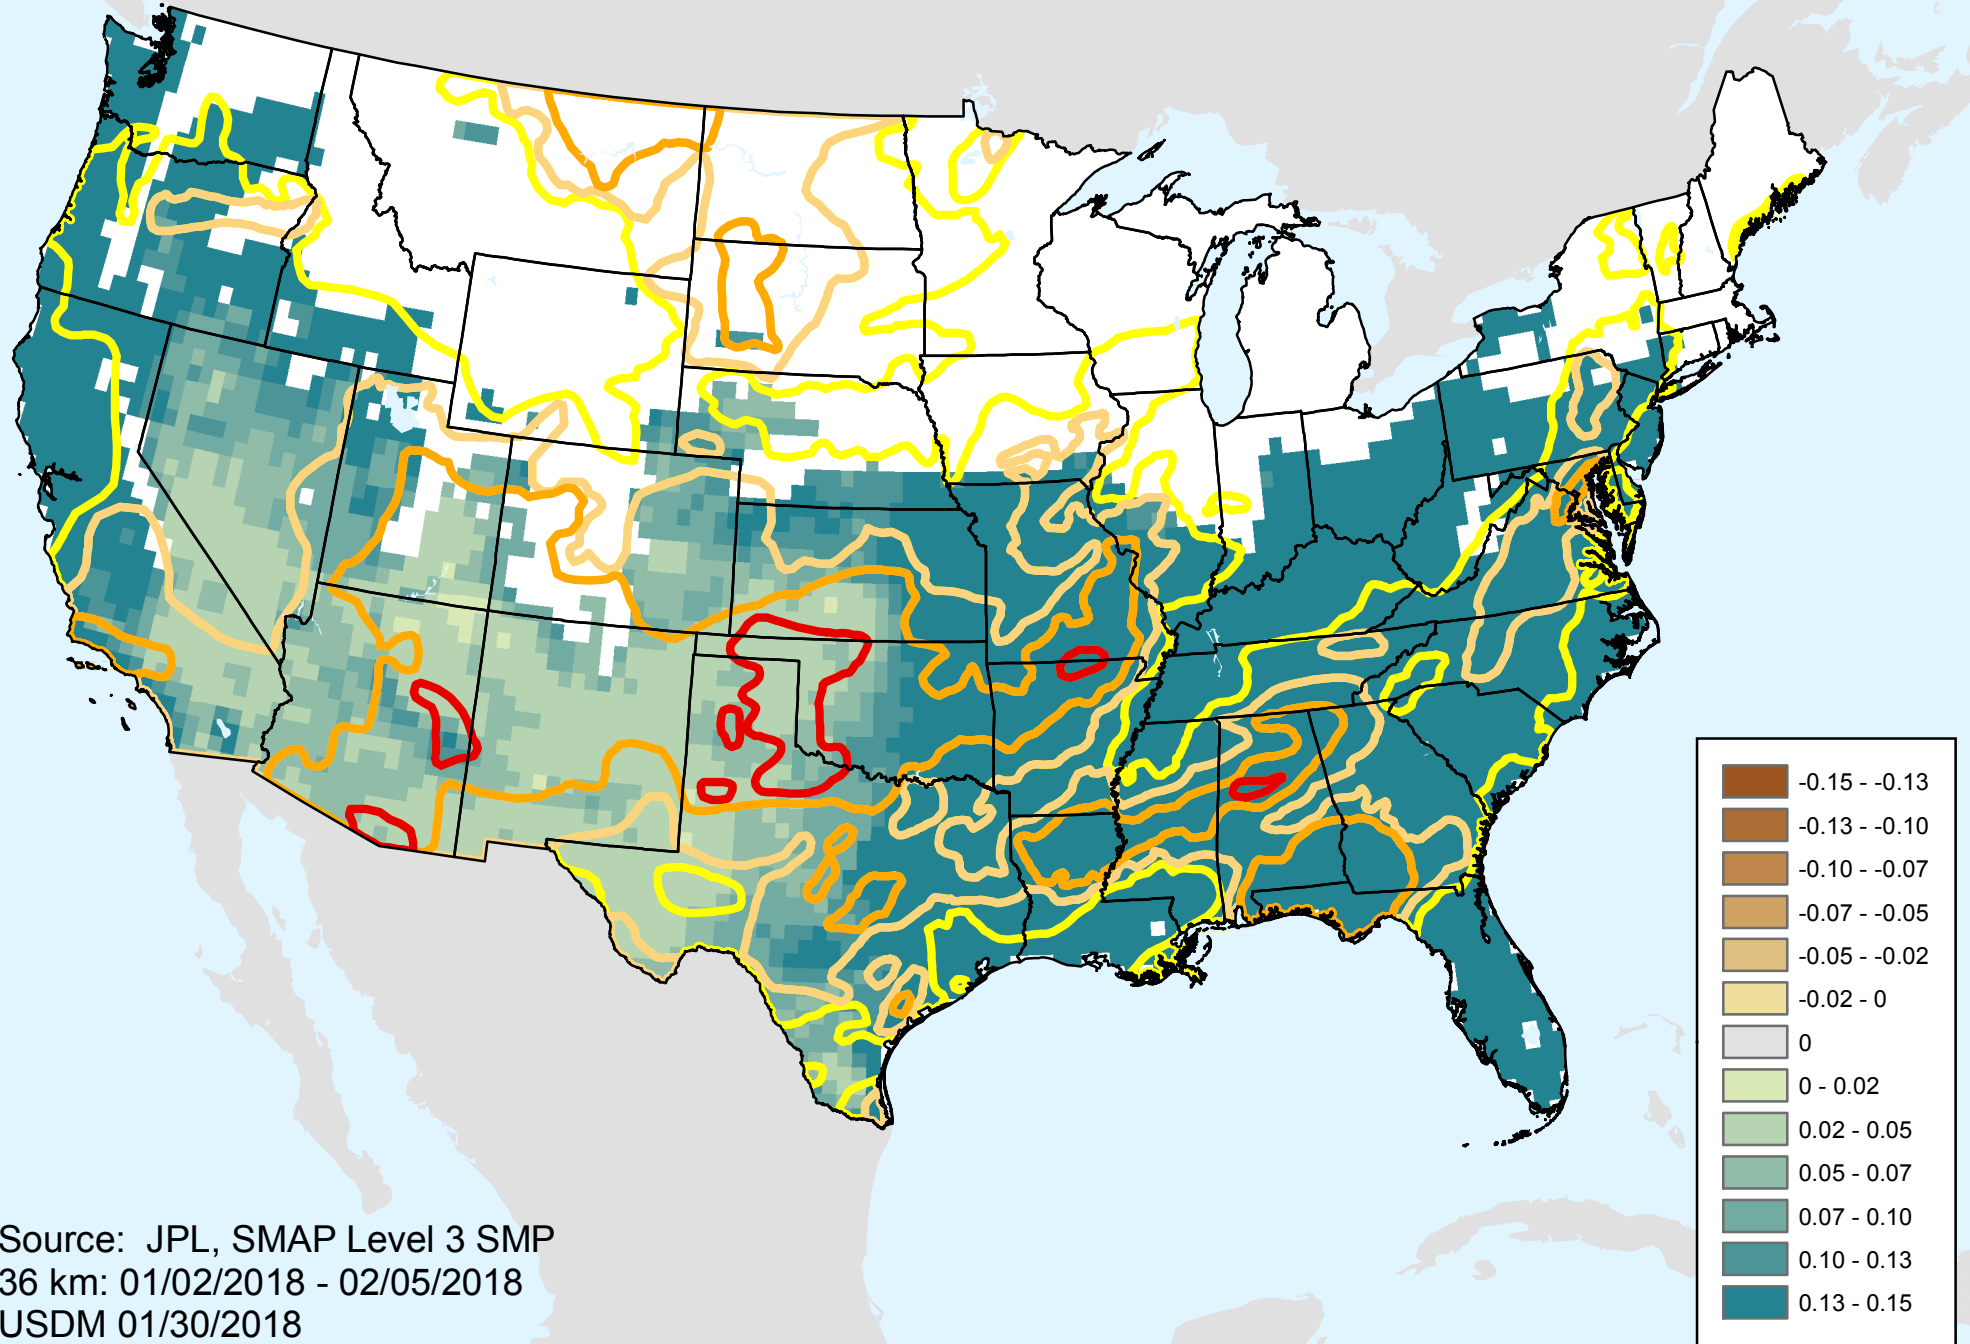 -0.15 - -0.13
-0.13 - -0.10
-0.10 - -0.07
-0.07 - -0.05
-0.05 - -0.02
-0.02 - 0
0
0 - 0.02
0.02 - 0.05
0.05 - 0.07
0.07 - 0.10
0.10 - 0.13
0.13 - 0.15
Source: JPL, SMAP Level 3 SMP
36 km: 01/02/2018 - 02/05/2018
USDM 01/30/2018